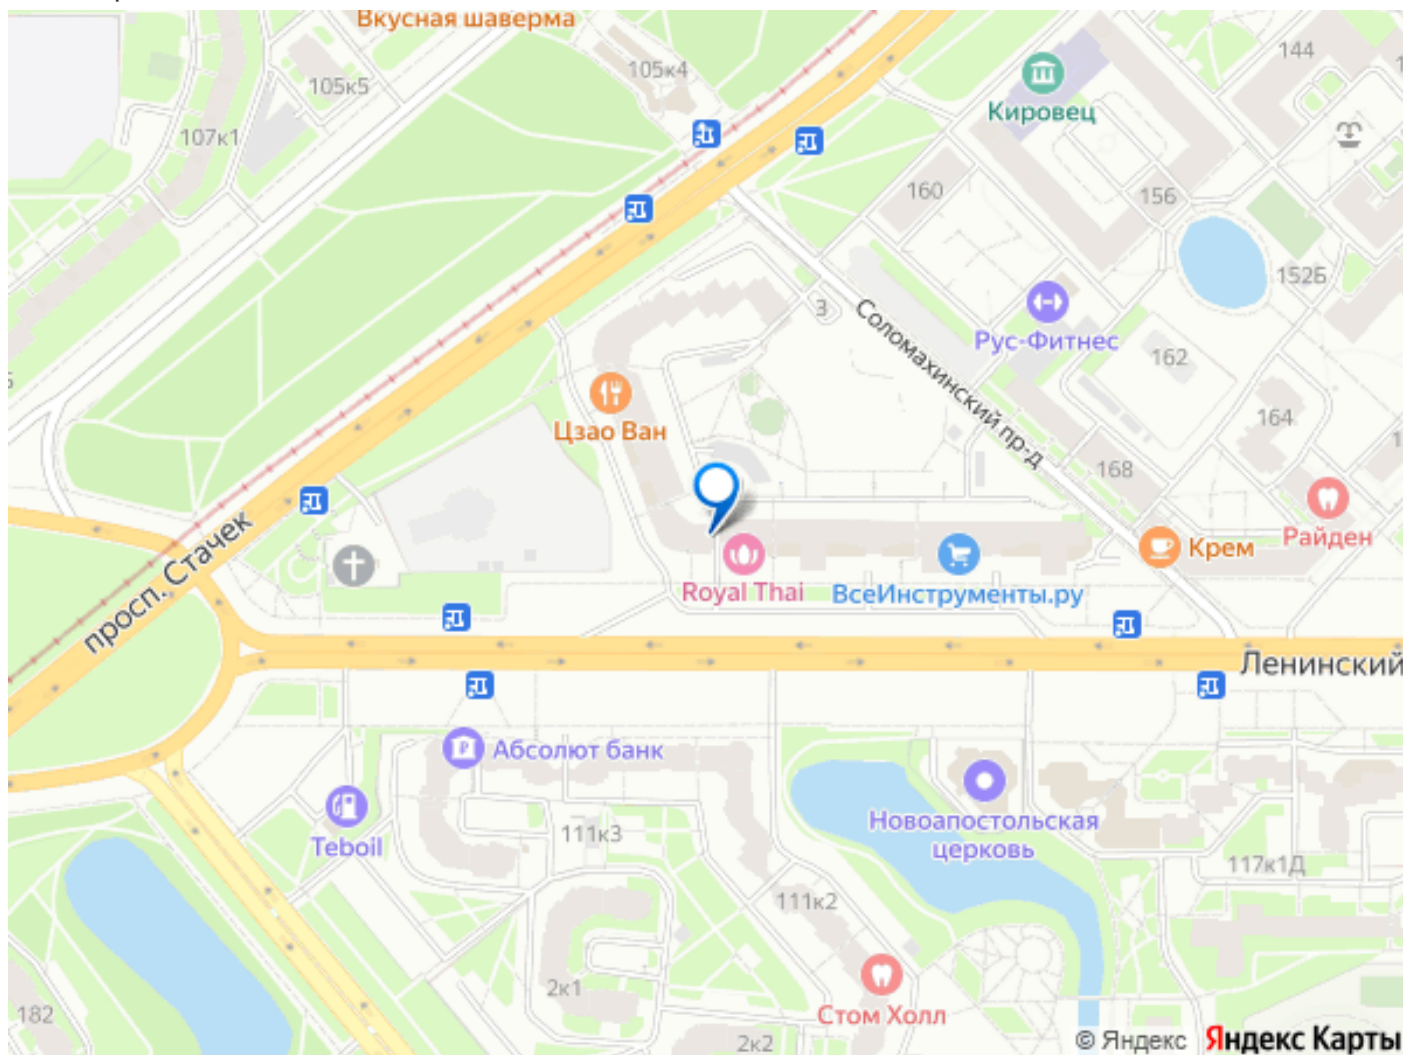 Вкусная шаверма
105к4
144
105к5
Кировец
107к1
160
156
152Б
3
Соломахинский пр-д
Рус-Фитнес
162
Цзао Ван
164
168
Райден
просп. Стачек
Крем
Royal Thai
ВсеИнструменты.ру
Ленинский
Абсолют банк
Teboil
111к3
Новоапостольская
церковь
117к1Д
111к2
2к1
Стом Холл
182
2к2
© Яндекс Яндекс Карты